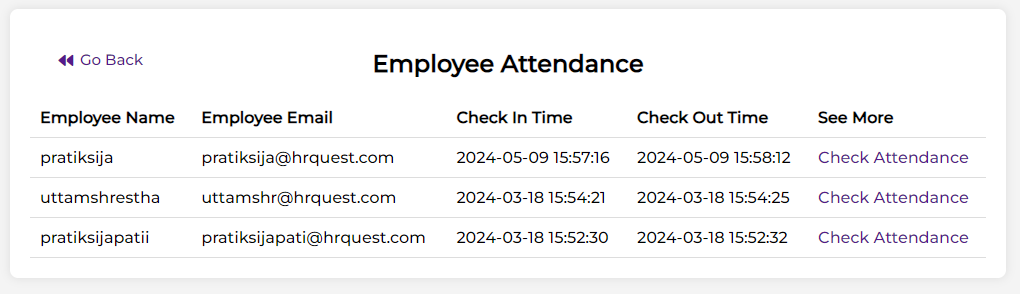 Go Back
Employee Attendance
Employee Name Employee Email Check In Time Check Out Time See More
pratiksija pratiksija@hrquest.com 2024-05-09 15:57:16 2024-05-09 15:58:12 Check Attendance
uttamshrestha uttamshr@hrquest.com 2024-03-18 15:54:21 2024-03-18 15:54:25 Check Attendance
pratiksijapatii pratiksijapati@hrquest.com 2024-03-18 15:52:30 2024-03-18 15:52:32 Check Attendance